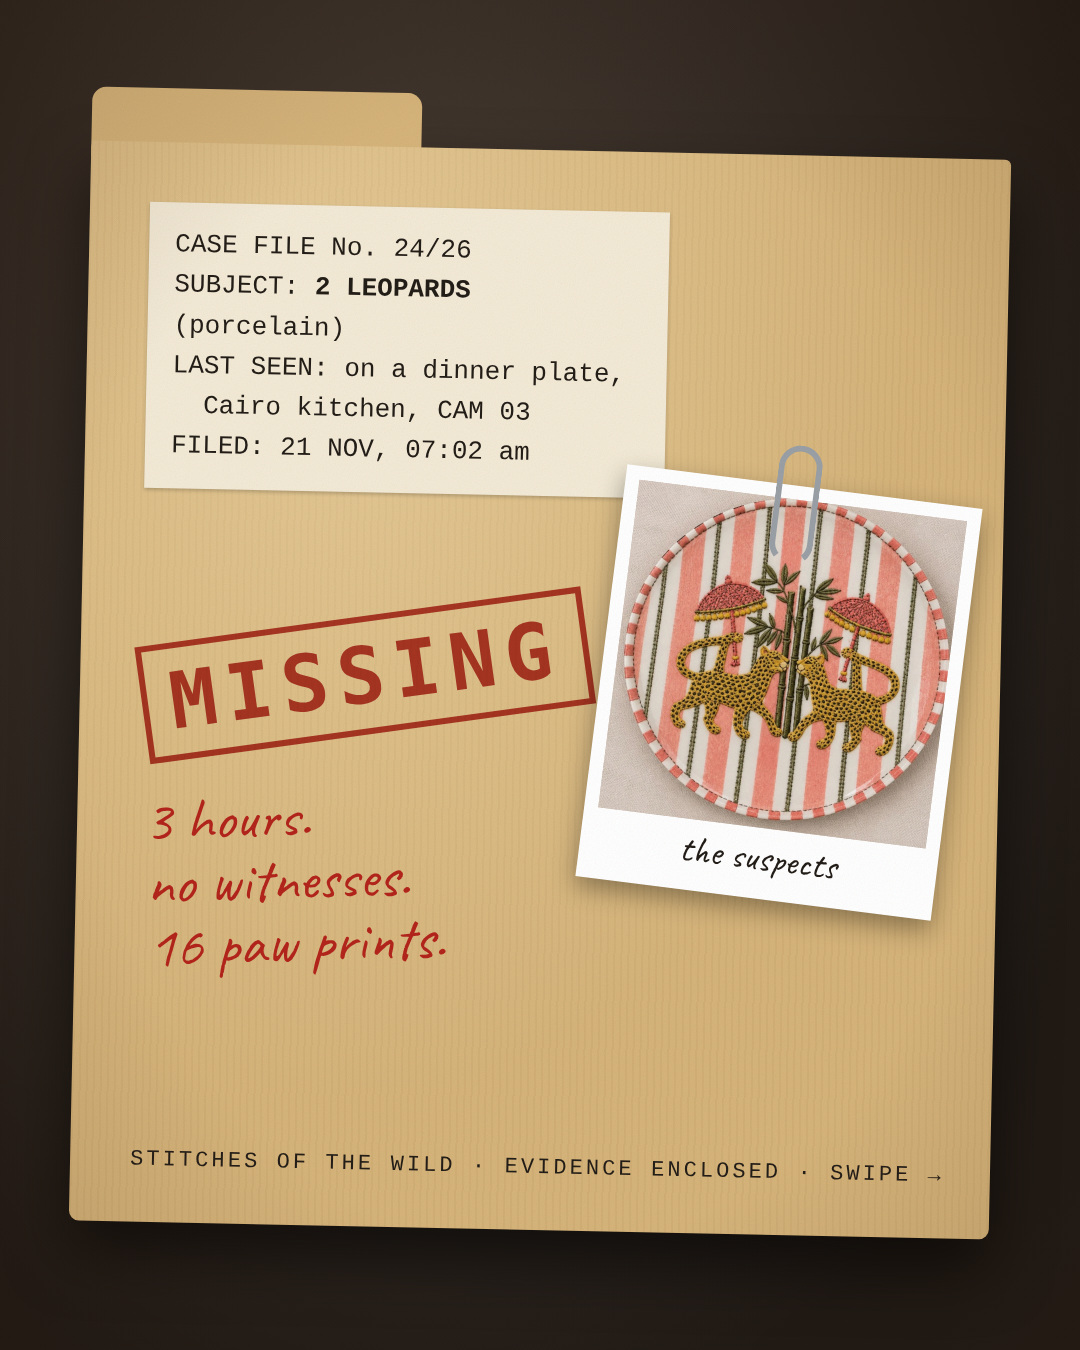 CASE FILE No. 24/26
SUBJECT: 2 LEOPARDS
(porcelain)
LAST SEEN: on a dinner plate,
Cairo kitchen, CAM 03
FILED: 21 NOV, 07:02 am
MISSING
the suspects
3 hours.
no witnesses.
16 paw prints.
STITCHES OF THE WILD · EVIDENCE ENCLOSED · SWIPE →